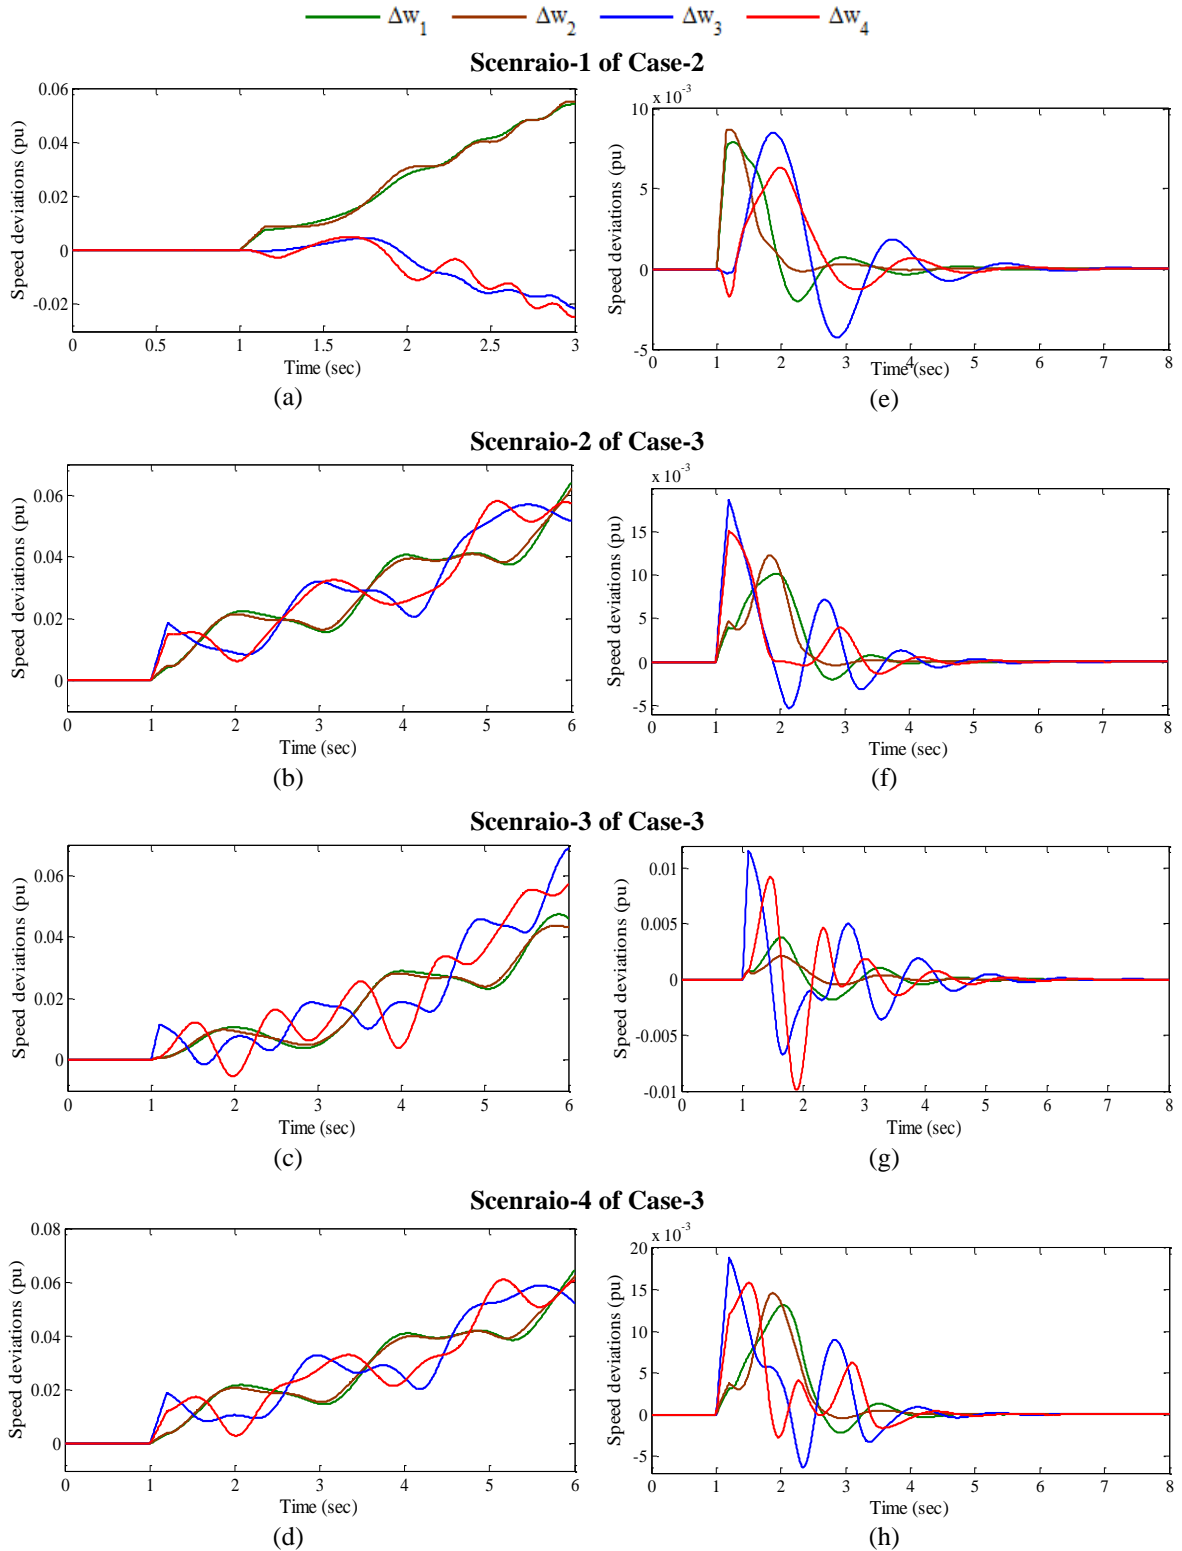 Δw1 Δw2 Δw3 Δw4
Scenraio-1 of Case-2
0.06
0.04
0.02
0
-0.02
Speed deviations (pu)
0 0.5 1 1.5 2 2.5 3
Time (sec)
(a)
x 10^-3
10
5
0
-5
Speed deviations (pu)
0 1 2 3 4 5 6 7 8
Time (sec)
(e)
Scenraio-2 of Case-3
0.06
0.04
0.02
0
Speed deviations (pu)
0 1 2 3 4 5 6
Time (sec)
(b)
x 10^-3
15
10
5
0
-5
Speed deviations (pu)
0 1 2 3 4 5 6 7 8
Time (sec)
(f)
Scenraio-3 of Case-3
0.06
0.04
0.02
0
Speed deviations (pu)
0 1 2 3 4 5 6
Time (sec)
(c)
0.01
0.005
0
-0.005
-0.01
Speed deviations (pu)
0 1 2 3 4 5 6 7 8
Time (sec)
(g)
Scenraio-4 of Case-3
0.08
0.06
0.04
0.02
0
Speed deviations (pu)
0 1 2 3 4 5 6
Time (sec)
(d)
x 10^-3
20
15
10
5
0
-5
Speed deviations (pu)
0 1 2 3 4 5 6 7 8
Time (sec)
(h)